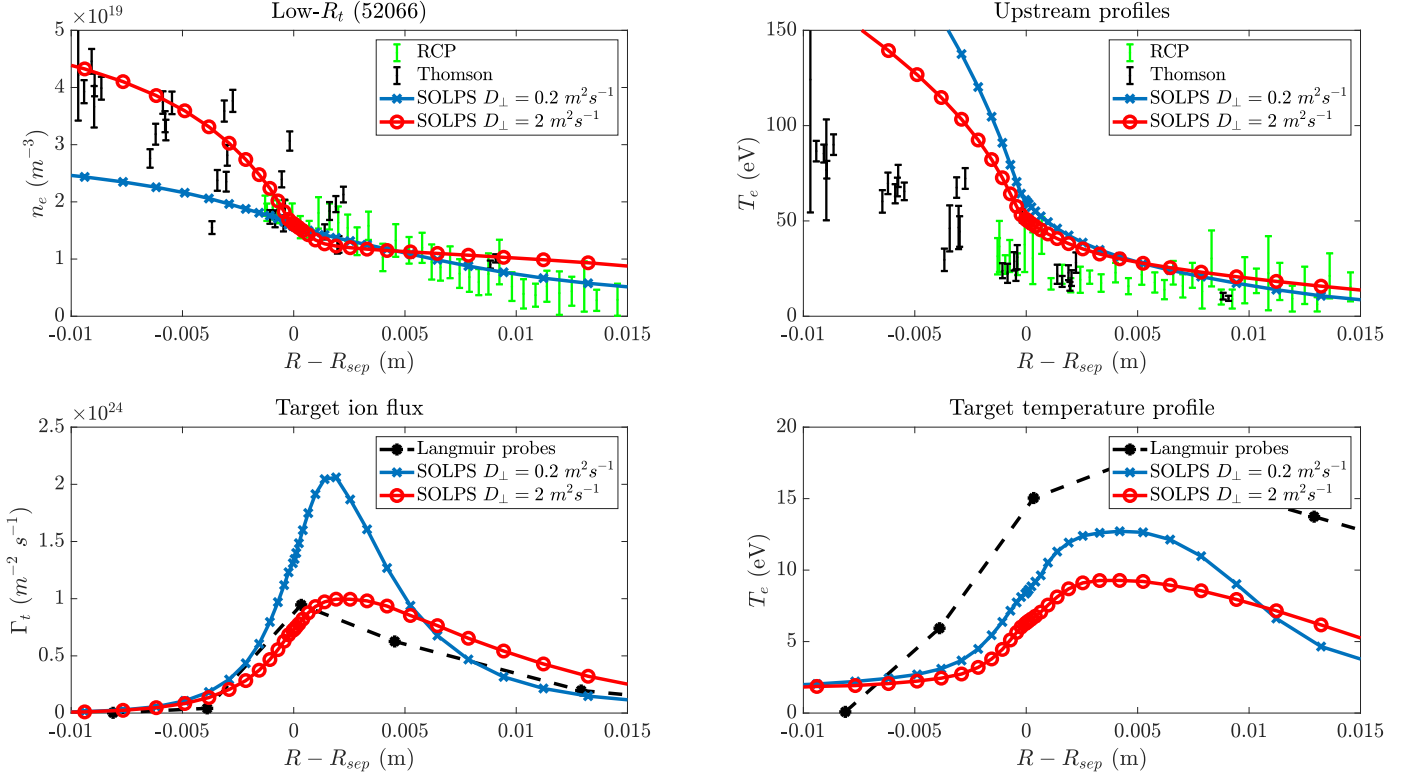 Low-R_t (52066)
×10^19
n_e (m^−3)
5
4
3
2
1
0
RCP
Thomson
SOLPS D_⊥ = 0.2 m^2s^−1
SOLPS D_⊥ = 2 m^2s^−1
-0.01 -0.005 0 0.005 0.01 0.015
R − R_sep (m)
Upstream profiles
T_e (eV)
150
100
50
0
RCP
Thomson
SOLPS D_⊥ = 0.2 m^2s^−1
SOLPS D_⊥ = 2 m^2s^−1
-0.01 -0.005 0 0.005 0.01 0.015
R − R_sep (m)
Target ion flux
×10^24
Γ_t (m^−2 s^−1)
2.5
2
1.5
1
0.5
0
Langmuir probes
SOLPS D_⊥ = 0.2 m^2s^−1
SOLPS D_⊥ = 2 m^2s^−1
-0.01 -0.005 0 0.005 0.01 0.015
R − R_sep (m)
Target temperature profile
T_e (eV)
20
15
10
5
0
Langmuir probes
SOLPS D_⊥ = 0.2 m^2s^−1
SOLPS D_⊥ = 2 m^2s^−1
-0.01 -0.005 0 0.005 0.01 0.015
R − R_sep (m)